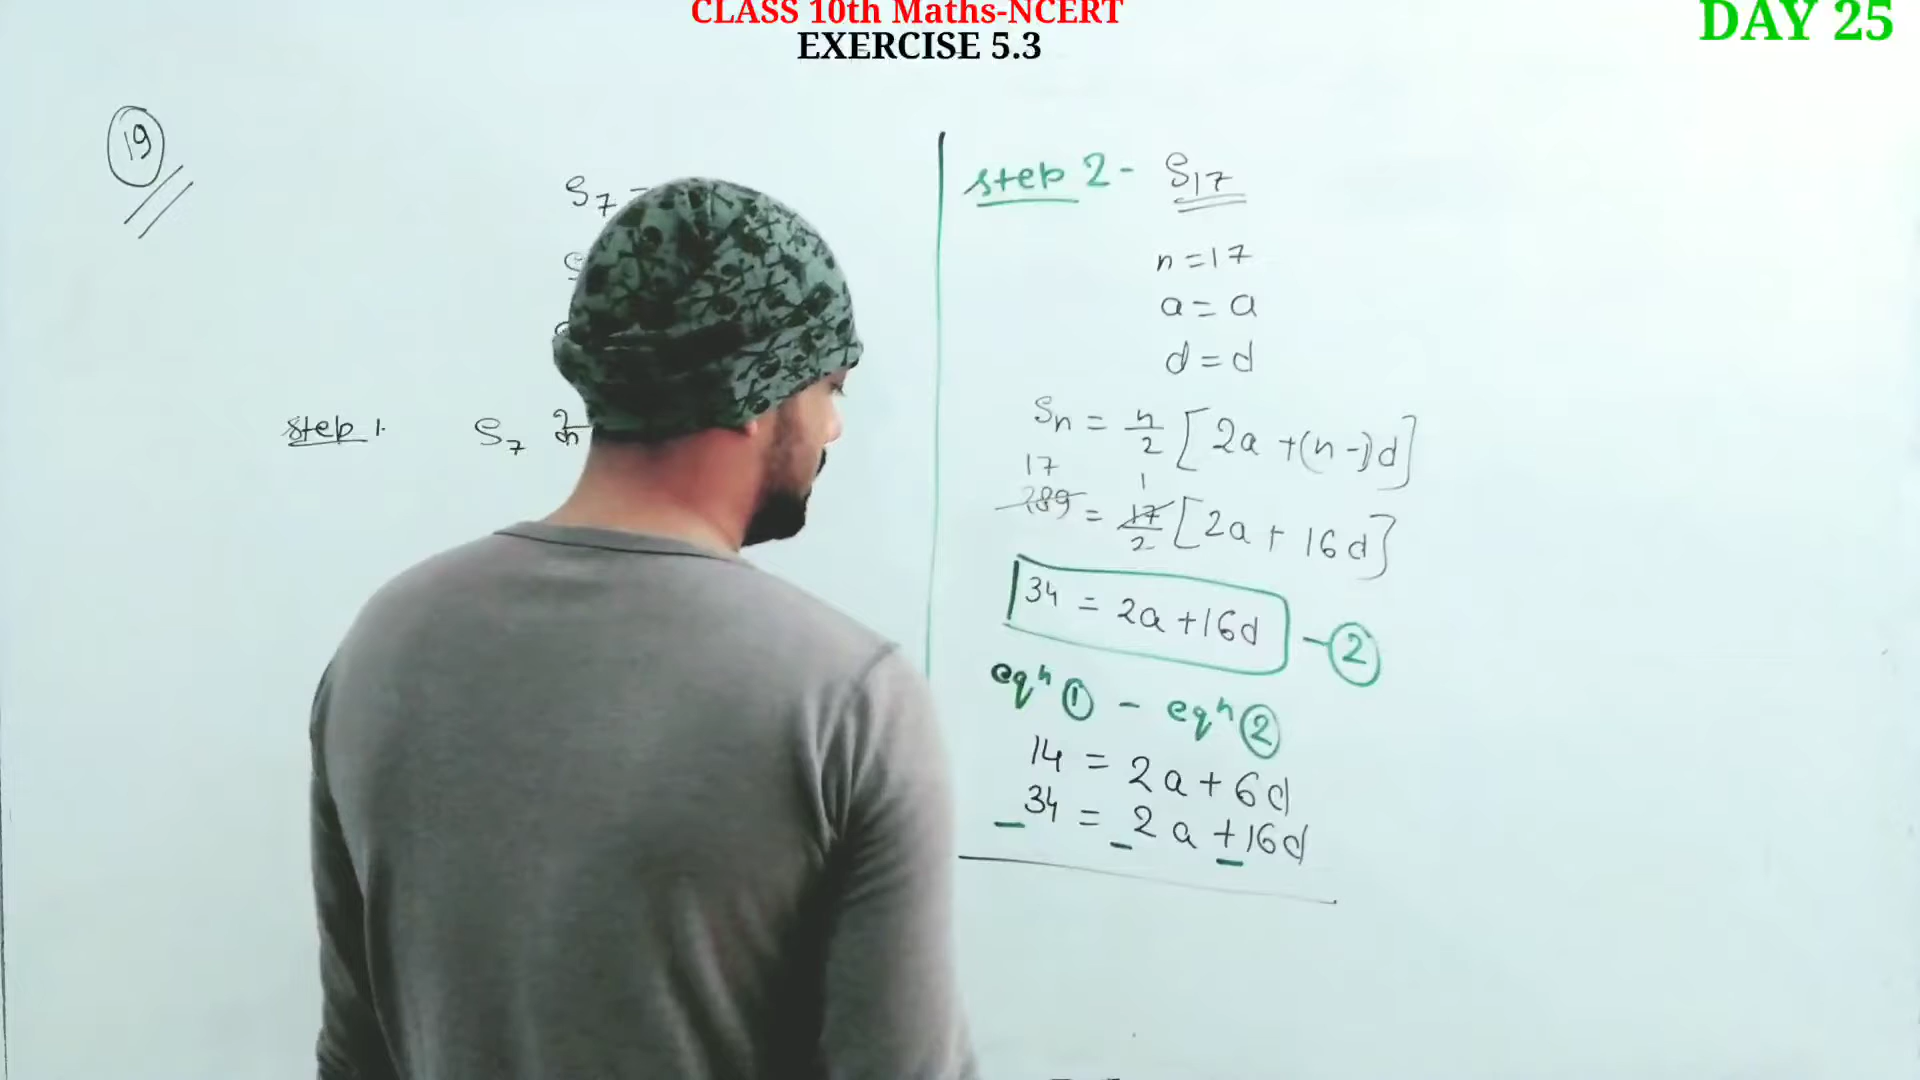 CLASS 10th Maths-NCERT
EXERCISE 5.3
DAY 25
19
S₇ -
step 1.
S₇
step 2 - S₁₇
n = 17
a = a
d = d
Sn = n/2 [2a + (n-1)d]
17 1
289 = 17/2 [2a + 16d]
34 = 2a + 16d - ②
eqⁿ ① - eqⁿ ②
14 = 2a + 6d
34 = 2a + 16d
- - -